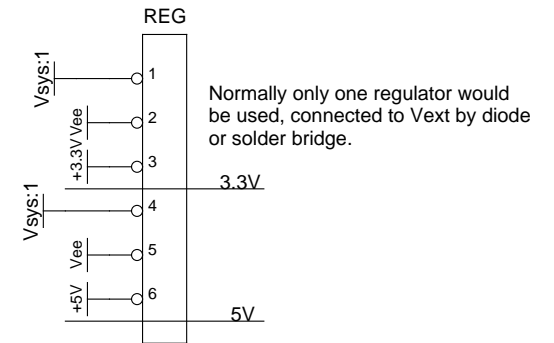 REG
Vsys:1
1
Vee
2
+3.3V
3
3.3V
Vsys:1
4
Vee
5
+5V
6
5V
Normally only one regulator would
be used, connected to Vext by diode
or solder bridge.